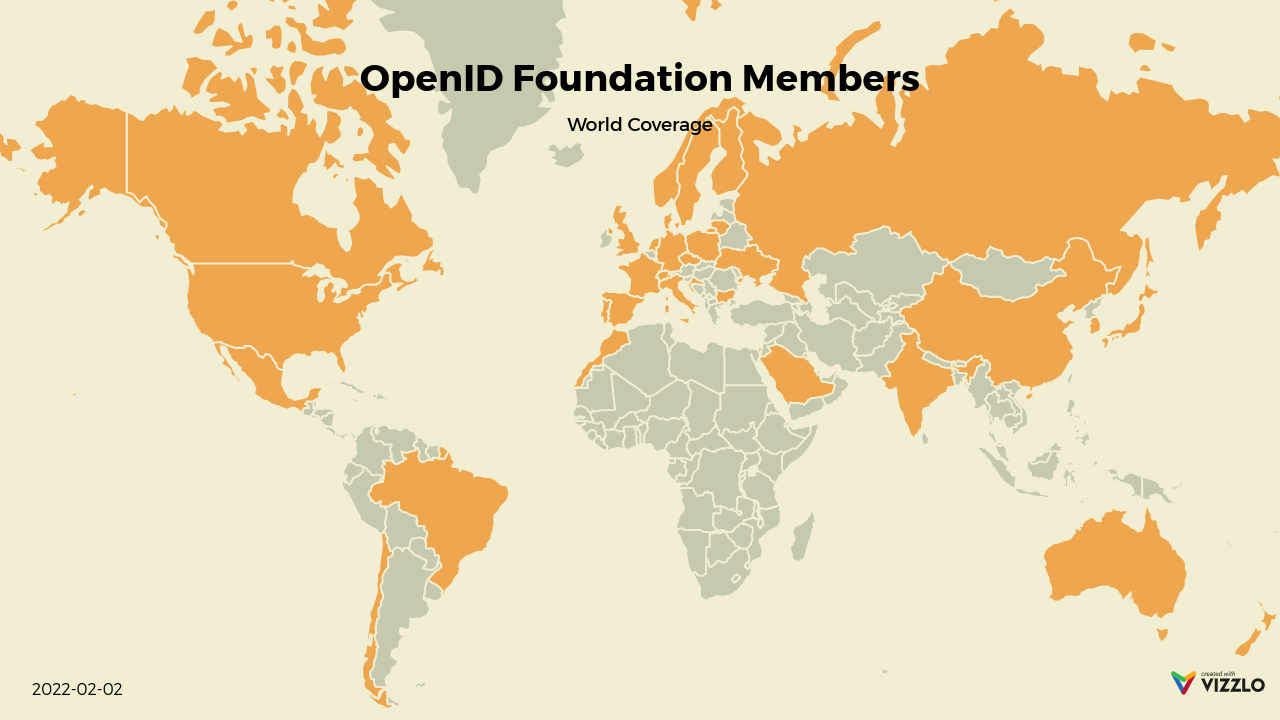 OpenID Foundation Members
World Coverage
2022-02-02
created with
VIZZLO